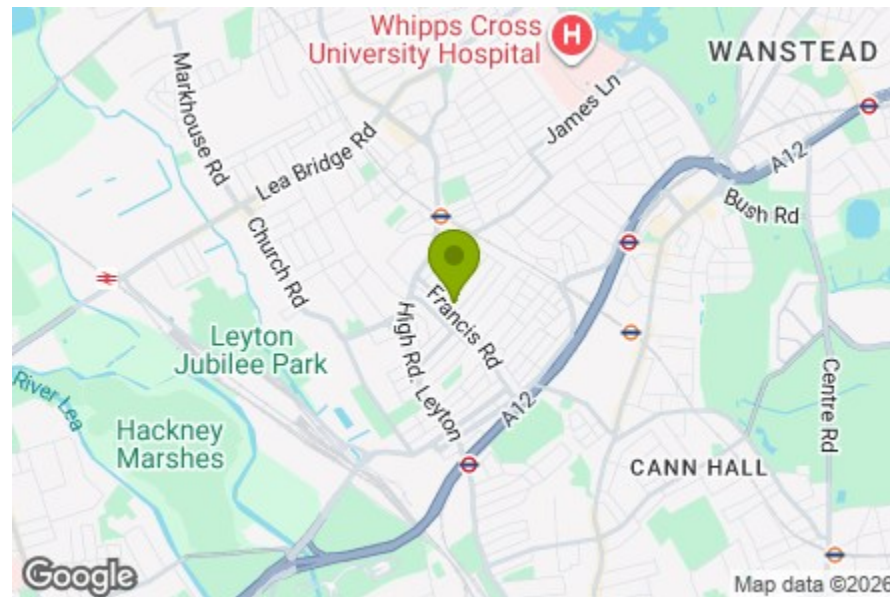 Whipps Cross
University Hospital
H
WANSTEAD
Markhouse Rd
James Ln
Lea Bridge Rd
A12
Bush Rd
Church Rd
Francis Rd
High Rd. Leyton
Leyton
Jubilee Park
River Lea
Hackney
Marshes
A12
Centre Rd
CANN HALL
Google
Map data ©2026